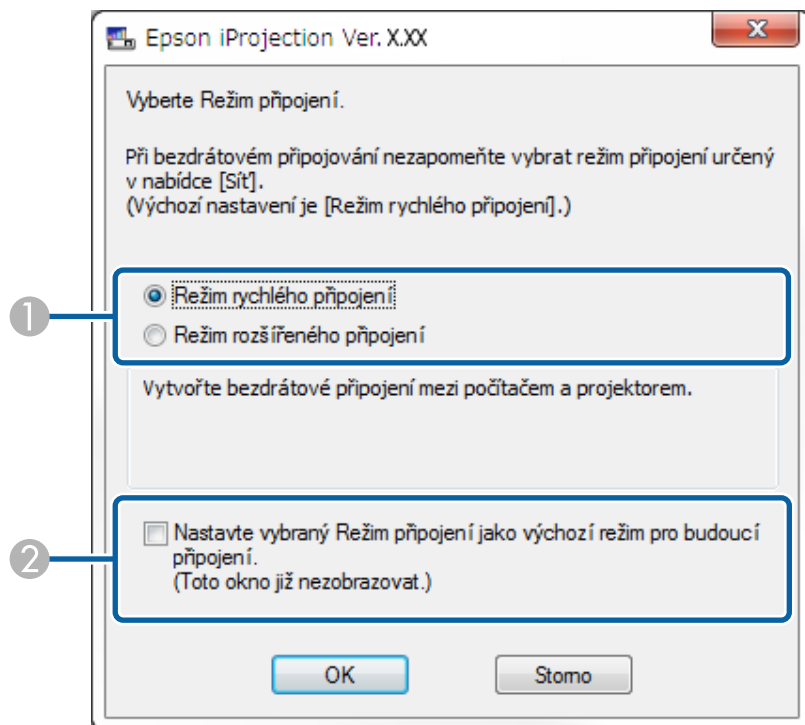 Epson iProjection Ver. X.XX
Vyberte Režim připojení.
Při bezdrátovém připojování nezapomeňte vybrat režim připojení určený
v nabídce [Síť].
(Výchozí nastavení je [Režim rychlého připojení].)
1
Režim rychlého připojení
Režim rozšířeného připojení
Vytvořte bezdrátové připojení mezi počítačem a projektorem.
2
Nastavte vybraný Režim připojení jako výchozí režim pro budoucí
připojení.
(Toto okno již nezobrazovat.)
OK
Storno